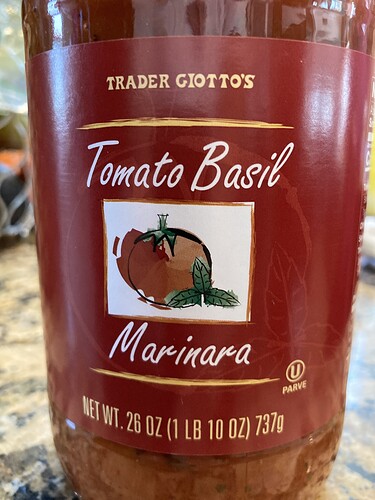 TRADER GIOTTO'S
Tomato Basil
Marinara
U
PARVE
NET WT. 26 OZ (1 LB 10 OZ) 737g